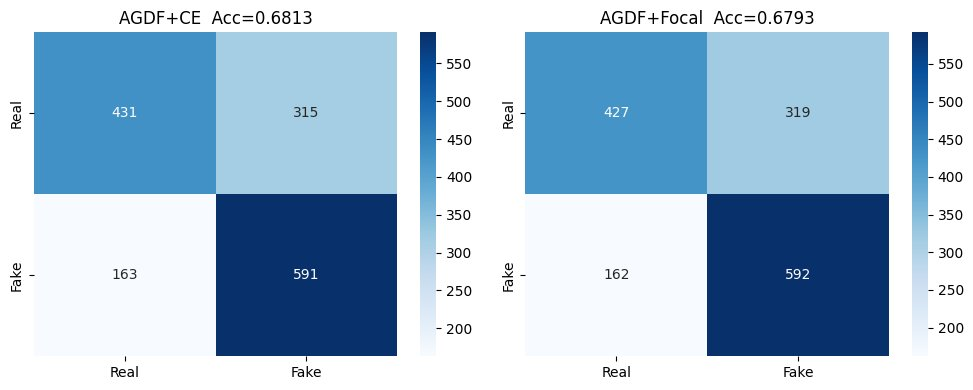 AGDF+CE  Acc=0.6813
Real
Fake
431
315
163
591
Real
Fake
550
500
450
400
350
300
250
200
AGDF+Focal  Acc=0.6793
Real
Fake
427
319
162
592
Real
Fake
550
500
450
400
350
300
250
200